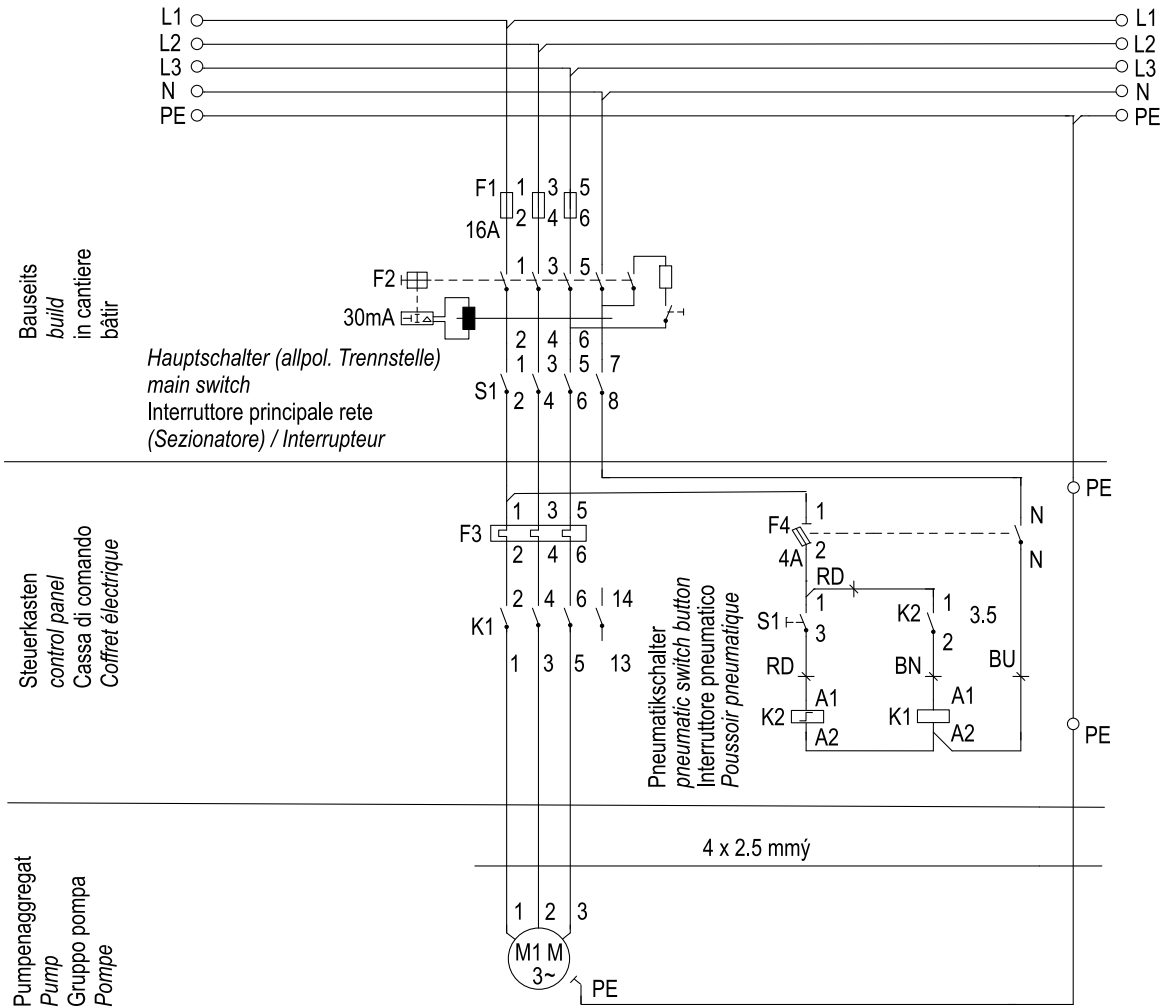 L1 L1
L2 L2
L3 L3
N N
PE PE
F1 1 3 5
16A 2 4 6
F2 1 3 5
30mA
2 4 6
Bauseits
build
in cantiere
bâtir
Hauptschalter (allpol. Trennstelle)
main switch
Interruttore principale rete
(Sezionatore) / Interrupteur
1 3 5 7
S1 2 4 6 8
PE
Steuerkasten
control panel
Cassa di comando
Coffret électrique
1 3 5
F3
2 4 6
2 4 6 14
K1
1 3 5 13
Pneumatikschalter
pneumatic switch button
Interruttore pneumatico
Poussoir pneumatique
1 N
F4
4A 2 N
RD
1 K2 1 3.5
S1
3 2
RD BN BU
A1 A1
K2 K1
A2 A2
PE
Pumpenaggregat
Pump
Gruppo pompa
Pompe
4 x 2.5 mmý
1 2 3
M1 M
3~
PE